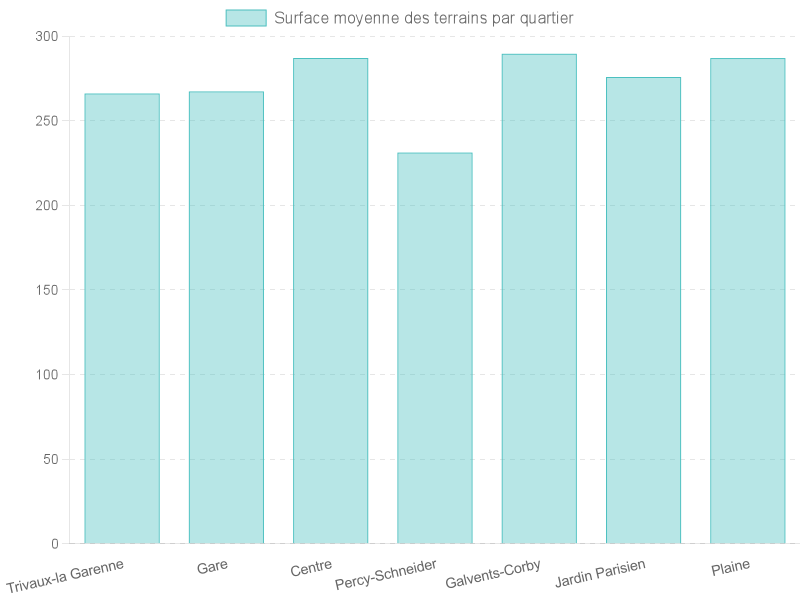 Surface moyenne des terrains par quartier
300
250
200
150
100
50
0
Trivaux-la Garenne
Gare
Centre
Percy-Schneider
Galvents-Corby
Jardin Parisien
Plaine